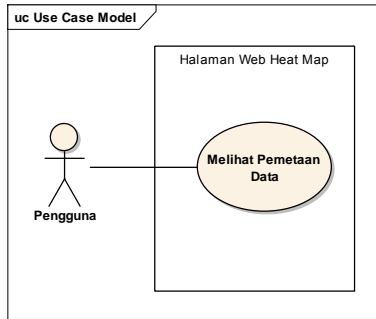 uc Use Case Model
Halaman Web Heat Map
Melihat Pemetaan
Data
Pengguna